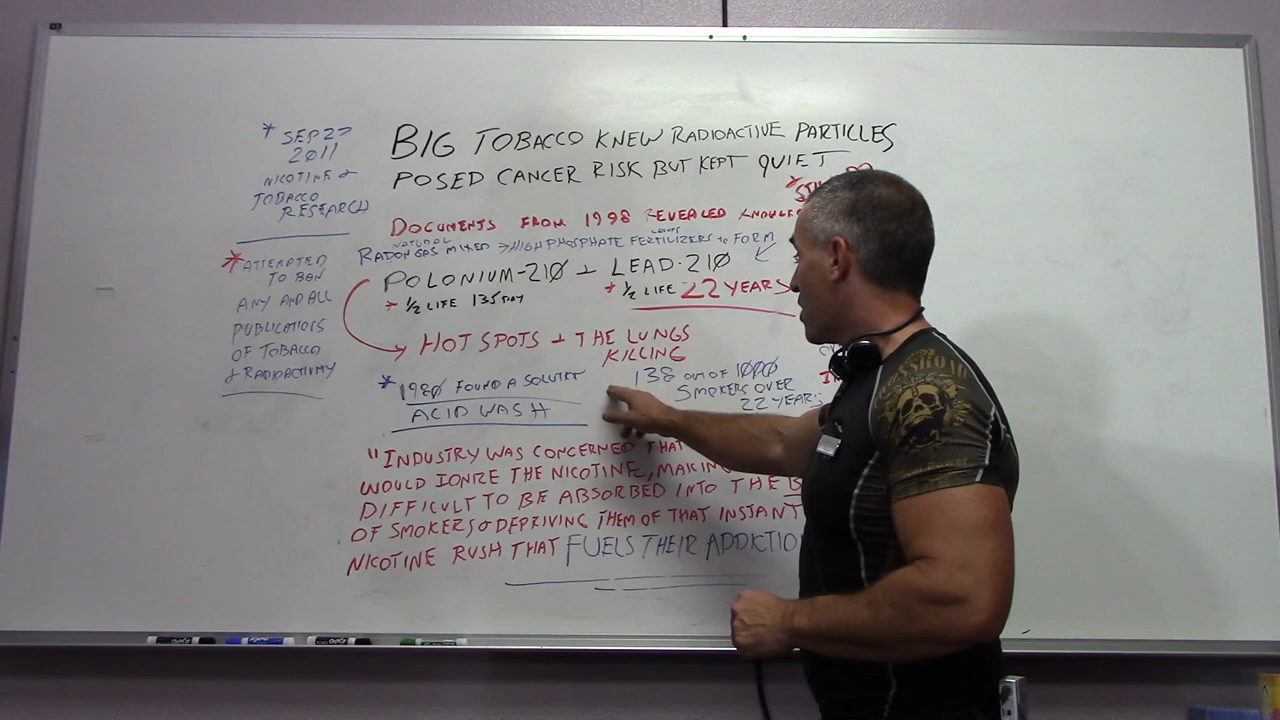 * SEP 27
2011
NICOTINE &
TOBACCO
RESEARCH
* ATTEMPTED
TO BAN
ANY AND ALL
PUBLICATIONS
OF TOBACCO
& RADIOACTIVITY
BIG TOBACCO KNEW RADIOACTIVE PARTICLES
POSED CANCER RISK BUT KEPT QUIET
DOCUMENTS FROM 1998 REVEALED
NATURAL
RADON GAS MIXED → HIGH PHOSPHATE FERTILIZERS to FORM
POLONIUM-210 + LEAD-210
* 1/2 LIFE 135 DAY
* 1/2 LIFE 22 YEARS
HOT SPOTS + THE LUNGS
KILLING
138 OUT OF 1000
SMOKERS OVER
22 YEARS
* 1980 FOUND A
ACID WASH
"INDUSTRY WAS CONCERNED THAT
WOULD IONIZE THE NICOTINE, MAKING
DIFFICULT TO BE ABSORBED INTO THE B
OF SMOKERS & DEPRIVING THEM OF THAT INSTANT
NICOTINE RUSH THAT FUELS THEIR ADDICTIO